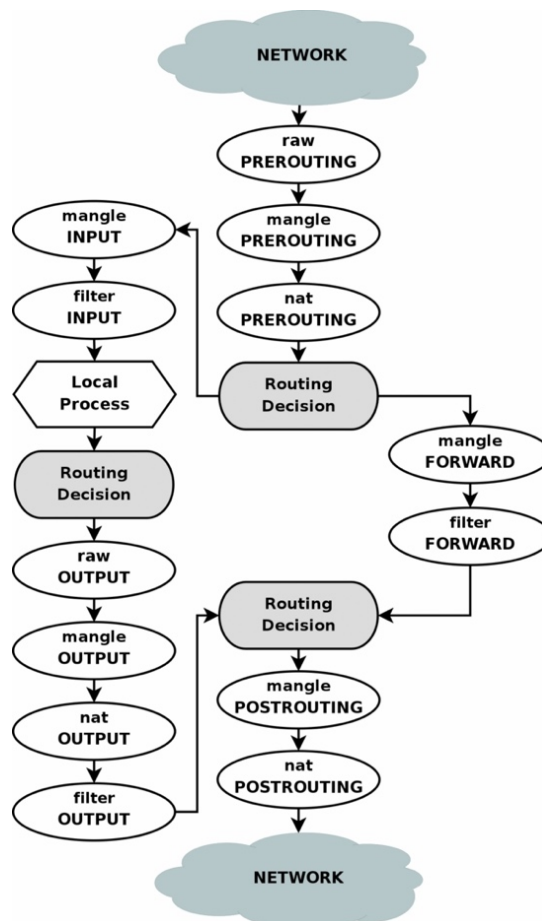 NETWORK
raw
PREROUTING
mangle
PREROUTING
nat
PREROUTING
Routing
Decision
mangle
INPUT
filter
INPUT
Local
Process
Routing
Decision
raw
OUTPUT
mangle
OUTPUT
nat
OUTPUT
filter
OUTPUT
mangle
FORWARD
filter
FORWARD
Routing
Decision
mangle
POSTROUTING
nat
POSTROUTING
NETWORK